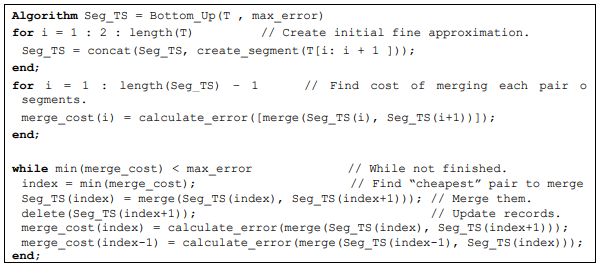 Algorithm Seg_TS = Bottom_Up(T , max_error)
for i = 1 : 2 : length(T) // Create initial fine approximation.
Seg_TS = concat(Seg_TS, create_segment(T[i: i + 1 ]));
end;
for i = 1 : length(Seg_TS) - 1 // Find cost of merging each pair o
segments.
merge_cost(i) = calculate_error([merge(Seg_TS(i), Seg_TS(i+1))]);
end;
while min(merge_cost) < max_error // While not finished.
index = min(merge_cost); // Find “cheapest” pair to merge
Seg_TS(index) = merge(Seg_TS(index), Seg_TS(index+1))); // Merge them.
delete(Seg_TS(index+1)); // Update records.
merge_cost(index) = calculate_error(merge(Seg_TS(index), Seg_TS(index+1)));
merge_cost(index-1) = calculate_error(merge(Seg_TS(index-1), Seg_TS(index)));
end;